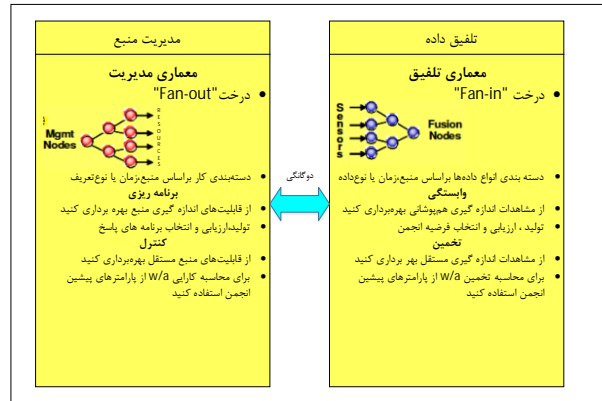 تلفیق داده
معماری تلفیق
• درخت "Fan-in"
Sensors
Fusion
Nodes
• دسته بندی انواع داده‌ها براساس منبع،زمان یا نوع‌داده
وابستگی
• از مشاهدات اندازه گیری هم‌پوشانی بهره‌برداری کنید
• تولید ، ارزیابی و انتخاب فرضیه انجمن
تخمین
• از مشاهدات اندازه گیری مستقل بهر برداری کنید
• برای محاسبه تخمین w/a از پارامترهای پیشین
انجمن استفاده کنید
دوگانگی
مدیریت منبع
معماری مدیریت
• درخت"Fan-out"
Mgmt
Nodes
RESOURCES
• دسته‌بندی کار براساس منبع،زمان یا نوع‌تعریف
برنامه ریزی
• از قابلیت‌های اندازه گیری منبع بهره برداری کنید
• تولید،ارزیابی و انتخاب برنامه های پاسخ
کنترل
• از قابلیت‌های منبع مستقل بهره‌برداری کنید
• برای محاسبه کارایی w/a از پارامترهای پیشین
انجمن استفاده کنید